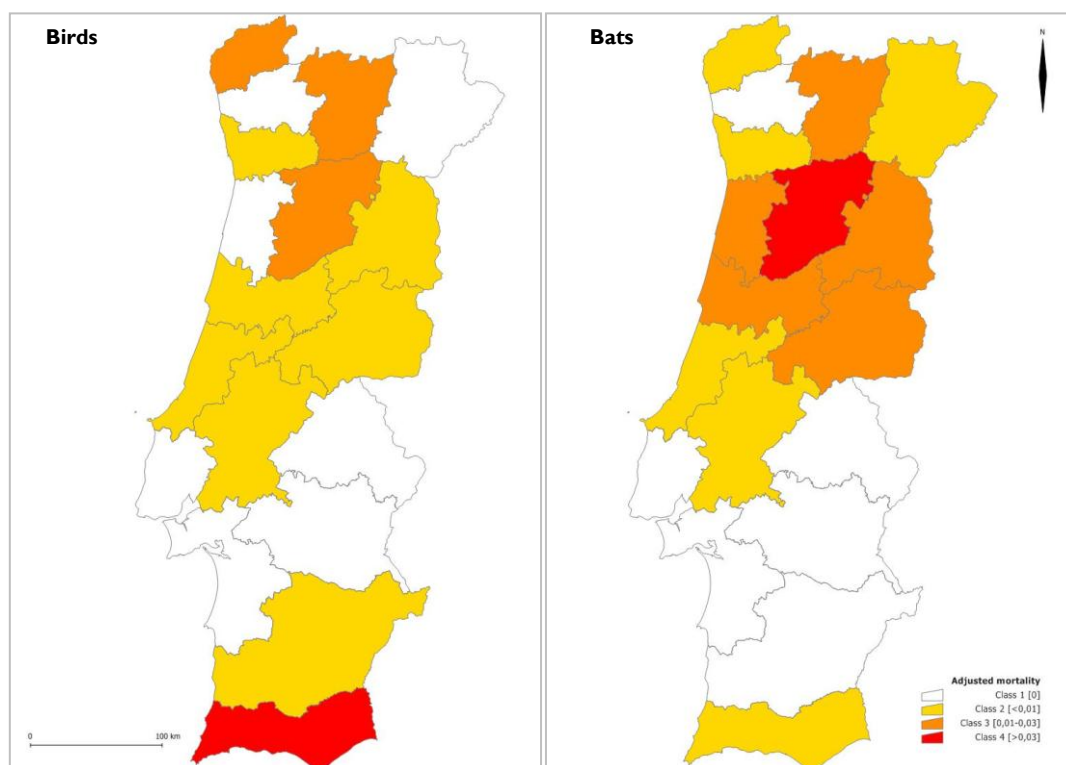 Birds
Bats
N
Adjusted mortality
Class 1 [0]
Class 2 [<0,01]
Class 3 [0,01-0,03]
Class 4 [>0,03]
0 100 km